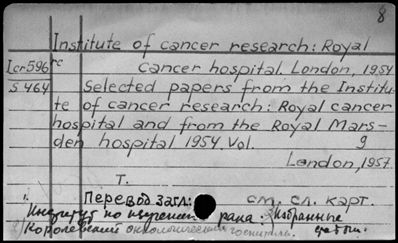 8
Institute of cancer research: Royal
Icr596 rc cancer hospital. London, 1954
S 464 Selected papers from the Institu-
te of cancer research: Royal cancer
hospital and from the Royal Mars-
den hospital 1954. Vol. 9
London, 1957.
T.
Перевод загл: см. сл. карт.
Институт по изучению рака. Избранные
Королевский онкологический госпиталь.